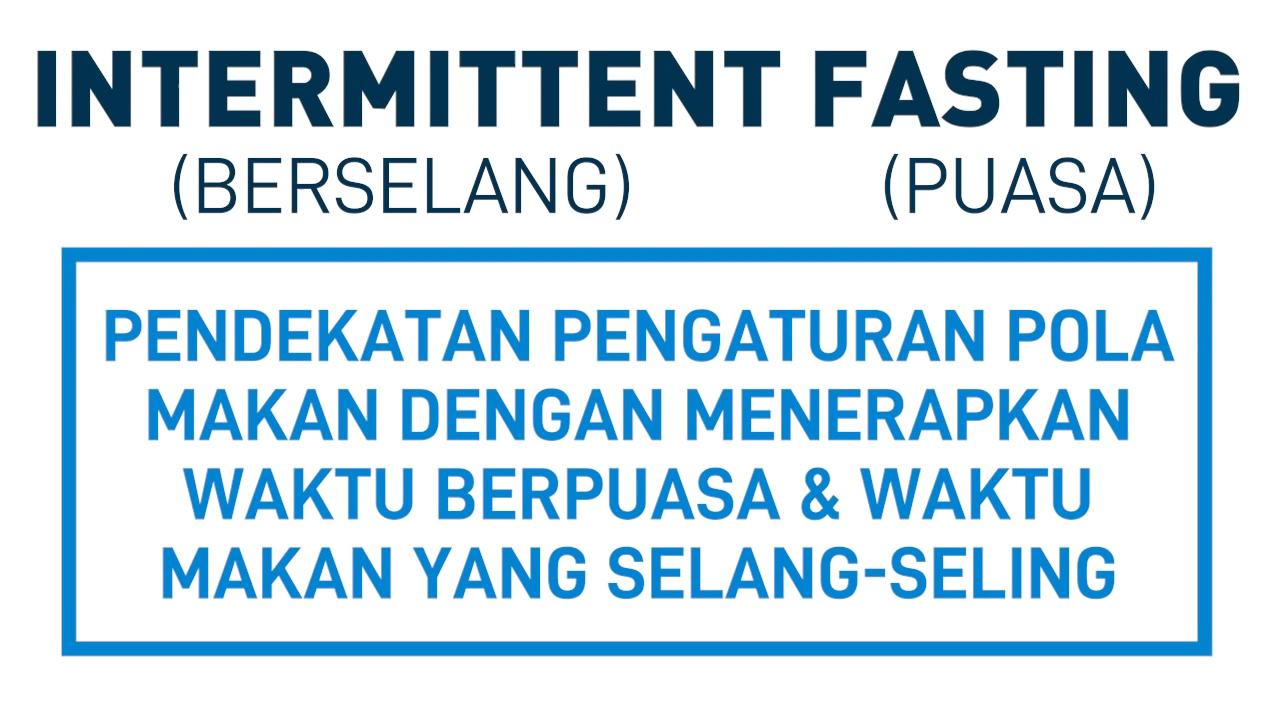 INTERMITTENT FASTING
(BERSELANG) (PUASA)
PENDEKATAN PENGATURAN POLA
MAKAN DENGAN MENERAPKAN
WAKTU BERPUASA & WAKTU
MAKAN YANG SELANG-SELING